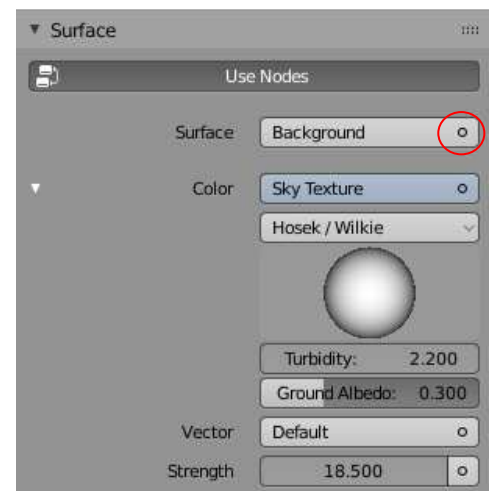 Surface
Use Nodes
Surface Background
Color Sky Texture
Hosek / Wilkie
Turbidity: 2.200
Ground Albedo: 0.300
Vector Default
Strength 18.500